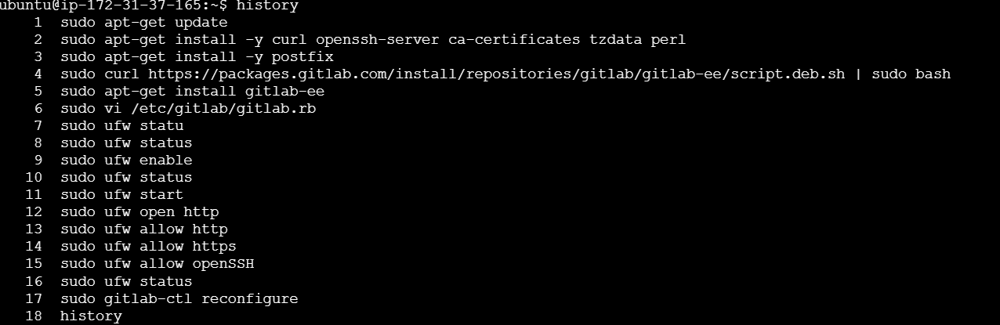 ubuntu@ip-172-31-37-165:~$ history
1 sudo apt-get update
2 sudo apt-get install -y curl openssh-server ca-certificates tzdata perl
3 sudo apt-get install -y postfix
4 sudo curl https://packages.gitlab.com/install/repositories/gitlab/gitlab-ee/script.deb.sh | sudo bash
5 sudo apt-get install gitlab-ee
6 sudo vi /etc/gitlab/gitlab.rb
7 sudo ufw statu
8 sudo ufw status
9 sudo ufw enable
10 sudo ufw status
11 sudo ufw start
12 sudo ufw open http
13 sudo ufw allow http
14 sudo ufw allow https
15 sudo ufw allow openSSH
16 sudo ufw status
17 sudo gitlab-ctl reconfigure
18 history